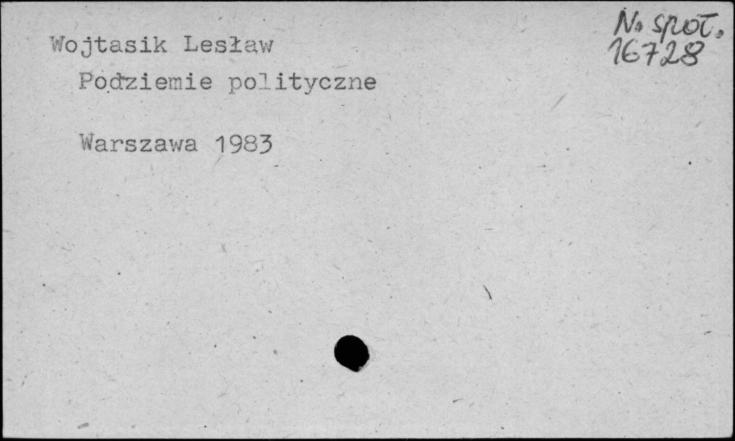 N. społ.
16728
Wojtasik Lesław
Podziemie polityczne
Warszawa 1983